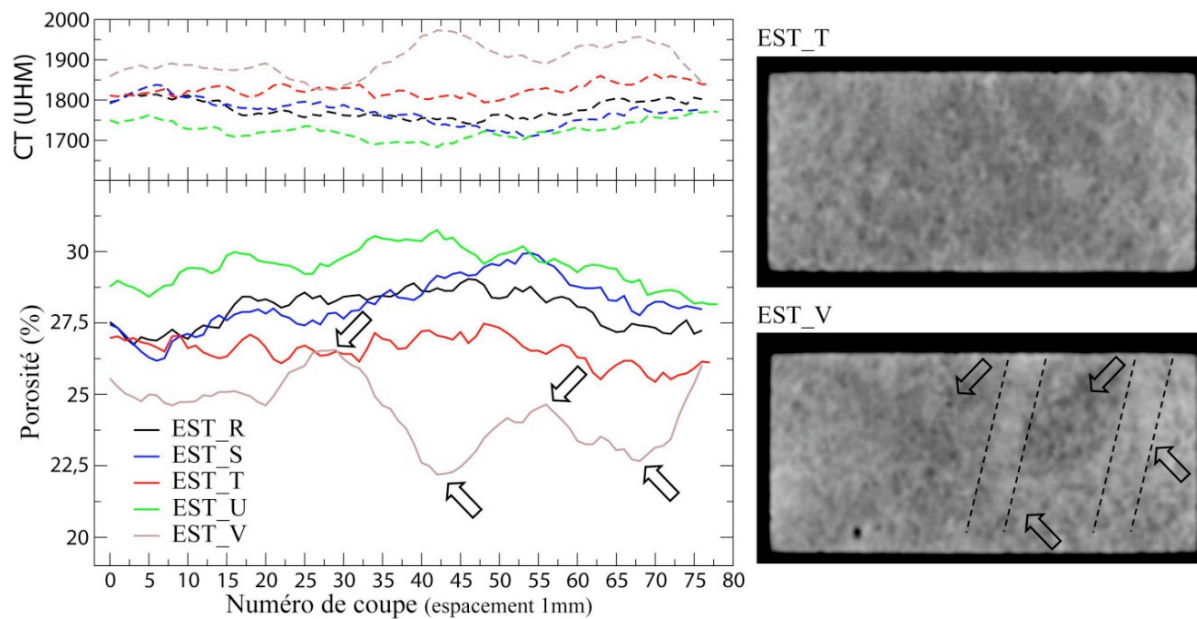 2000
1900
1800
1700
CT (UHM)
30
27.5
25
22.5
20
Porosité (%)
EST_R
EST_S
EST_T
EST_U
EST_V
0 5 10 15 20 25 30 35 40 45 50 55 60 65 70 75 80
Numéro de coupe (espacement 1mm)
EST_T
EST_V